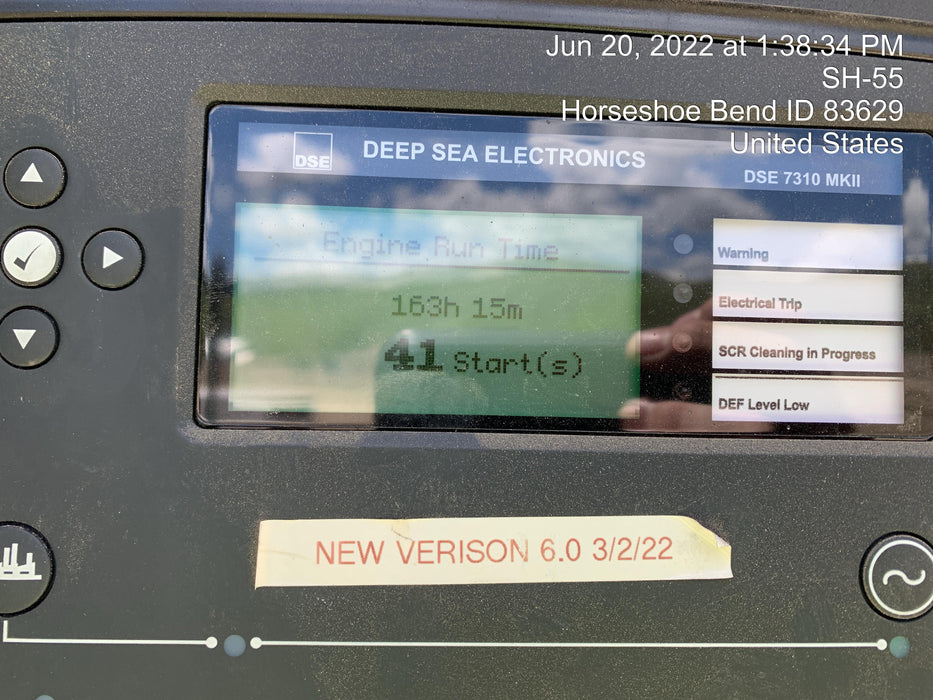 Jun 20, 2022 at 1:38:34 PM
SH-55
Horseshoe Bend ID 83629
United States
DSE
DEEP SEA ELECTRONICS
DSE 7310 MKII
Engine Run Time
163h 15m
41 Start(s)
Warning
Electrical Trip
SCR Cleaning in Progress
DEF Level Low
NEW VERISON 6.0 3/2/22